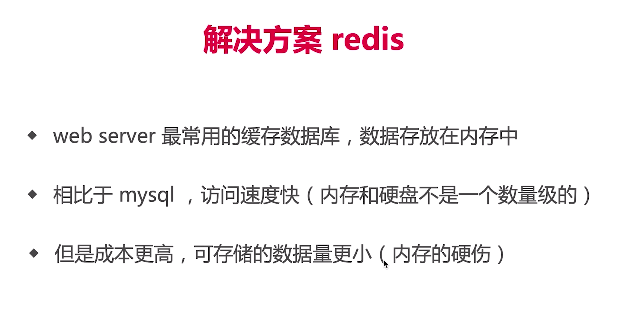 解决方案 redis
web server 最常用的缓存数据库，数据存放在内存中
相比于 mysql ，访问速度快（内存和硬盘不是一个数量级的）
但是成本更高，可存储的数据量更小（内存的硬伤）